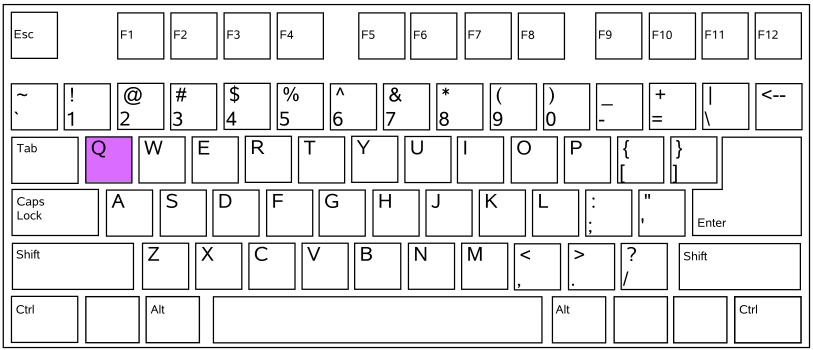 Esc F1 F2 F3 F4 F5 F6 F7 F8 F9 F10 F11 F12
~ ! @ # $ % ^ & * ( ) _ + | <--
` 1 2 3 4 5 6 7 8 9 0 - = \
Tab Q W E R T Y U I O P { }
[ ]
Caps A S D F G H J K L : "
Lock ; '
Enter
Shift Z X C V B N M < > ? Shift
, . /
Ctrl Alt Alt Ctrl